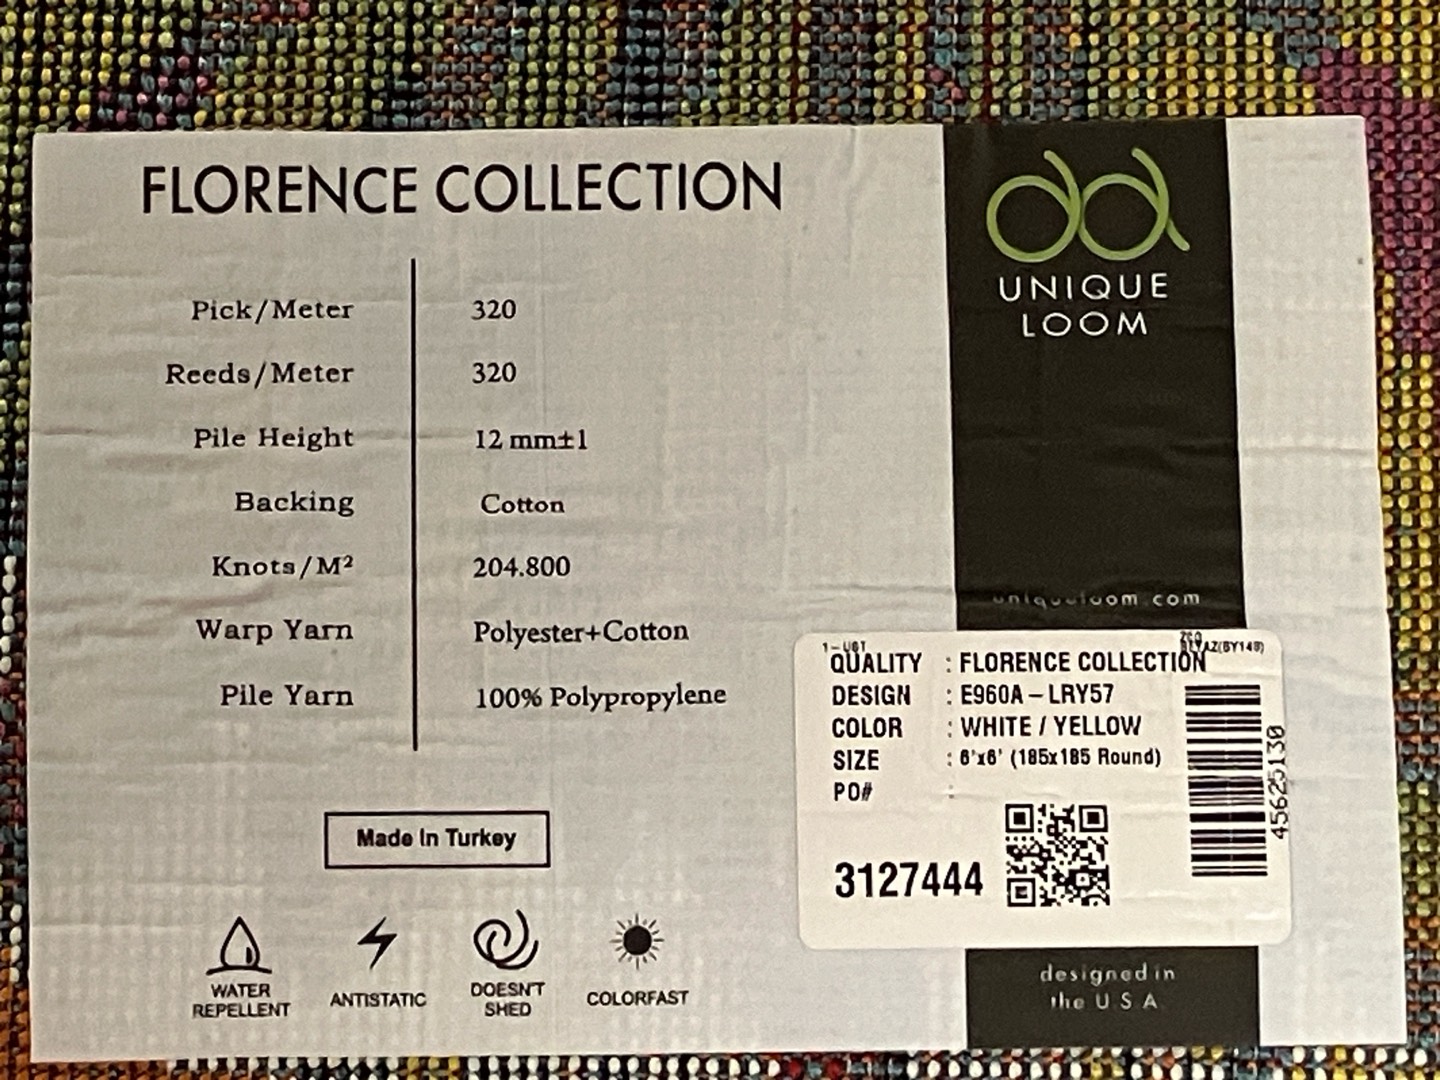 FLORENCE COLLECTION
Pick/Meter 320
Reeds/Meter 320
Pile Height 12 mm±1
Backing Cotton
Knots/M² 204.800
Warp Yarn Polyester+Cotton
Pile Yarn 100% Polypropylene
Made In Turkey
WATER
REPELLENT
ANTISTATIC
DOESN'T
SHED
COLORFAST
UNIQUE
LOOM
uniqueloom.com
QUALITY : FLORENCE COLLECTION
DESIGN : E960A – LRY57
COLOR : WHITE / YELLOW
SIZE : 6'x6' (185x185 Round)
PO# :
3127444
45625130
designed in
the U S A